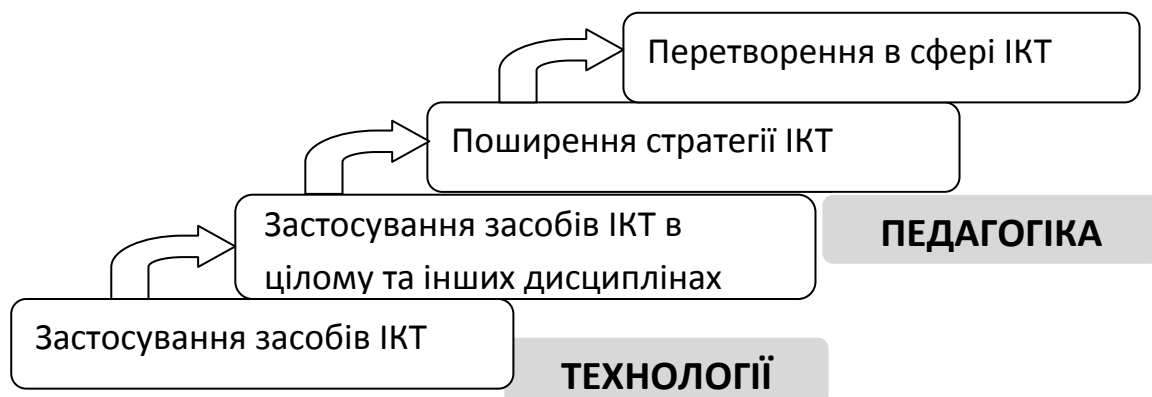 Перетворення в сфері ІКТ
Поширення стратегії ІКТ
Застосування засобів ІКТ в
цілому та інших дисциплінах
ПЕДАГОГІКА
Застосування засобів ІКТ
ТЕХНОЛОГІЇ